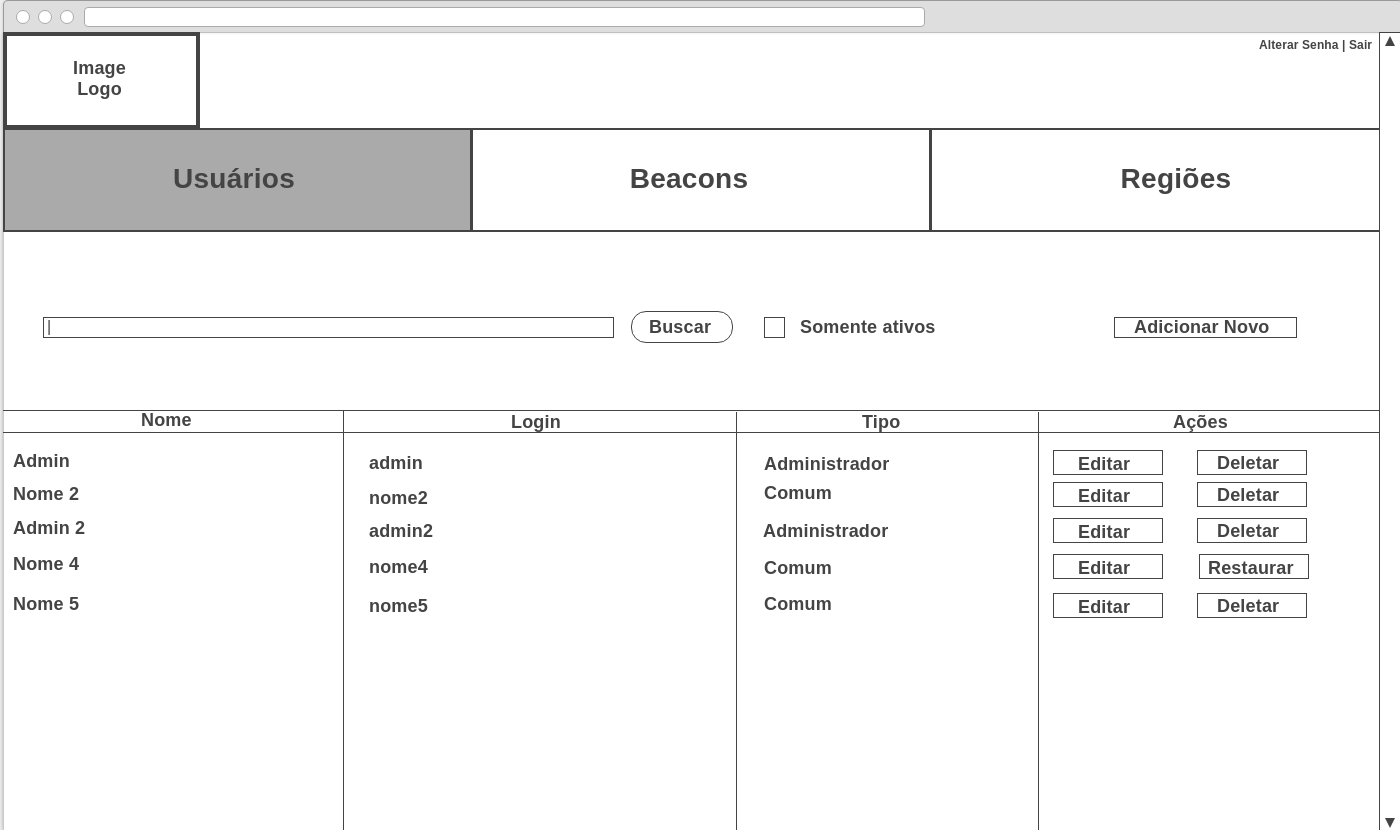 Alterar Senha | Sair
Image
Logo
Usuários Beacons Regiões
Buscar Somente ativos Adicionar Novo
Nome Login Tipo Ações
Admin admin Administrador Editar Deletar
Nome 2 nome2 Comum Editar Deletar
Admin 2 admin2 Administrador Editar Deletar
Nome 4 nome4 Comum Editar Restaurar
Nome 5 nome5 Comum Editar Deletar